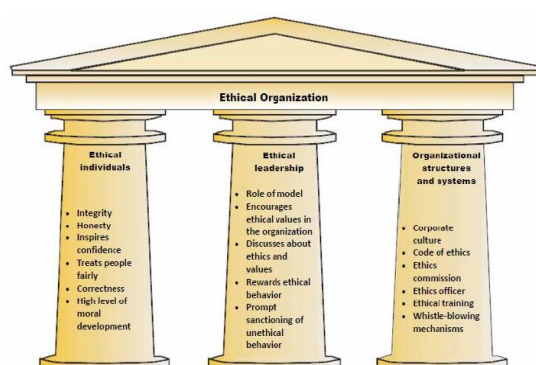 Ethical Organization
Ethical
individuals
• Integrity
• Honesty
• Inspires
confidence
• Treats people
fairly
• Correctness
• High level of
moral
development
Ethical
leadership
• Role of model
• Encourages
ethical values in
the organization
• Discusses about
ethics and
values
• Rewards ethical
behavior
• Prompt
sanctioning of
unethical
behavior
Organizational
structures
and systems
• Corporate
culture
• Code of ethics
• Ethics
commission
• Ethics officer
• Ethical training
• Whistle-blowing
mechanisms